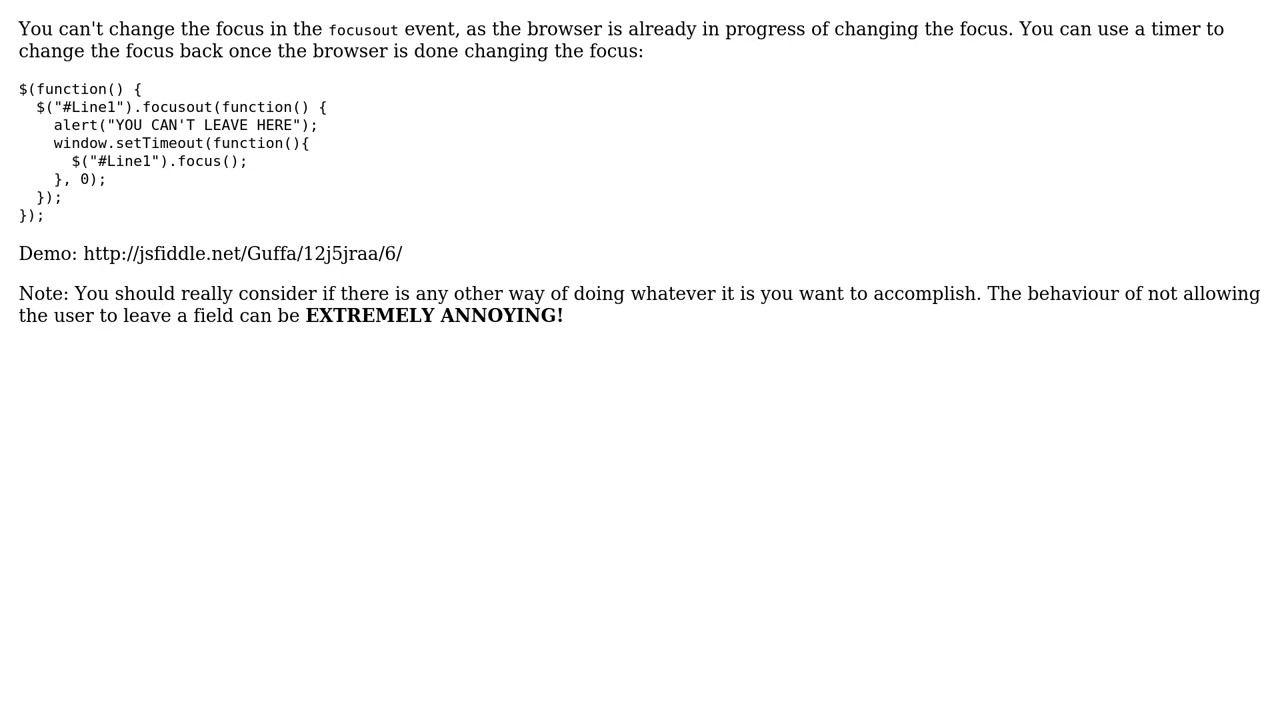 You can't change the focus in the focusout event, as the browser is already in progress of changing the focus. You can use a timer to
change the focus back once the browser is done changing the focus:
$(function() {
  $("#Line1").focusout(function() {
    alert("YOU CAN'T LEAVE HERE");
    window.setTimeout(function(){
      $("#Line1").focus();
    }, 0);
  });
});
Demo: http://jsfiddle.net/Guffa/12j5jraa/6/
Note: You should really consider if there is any other way of doing whatever it is you want to accomplish. The behaviour of not allowing
the user to leave a field can be EXTREMELY ANNOYING!